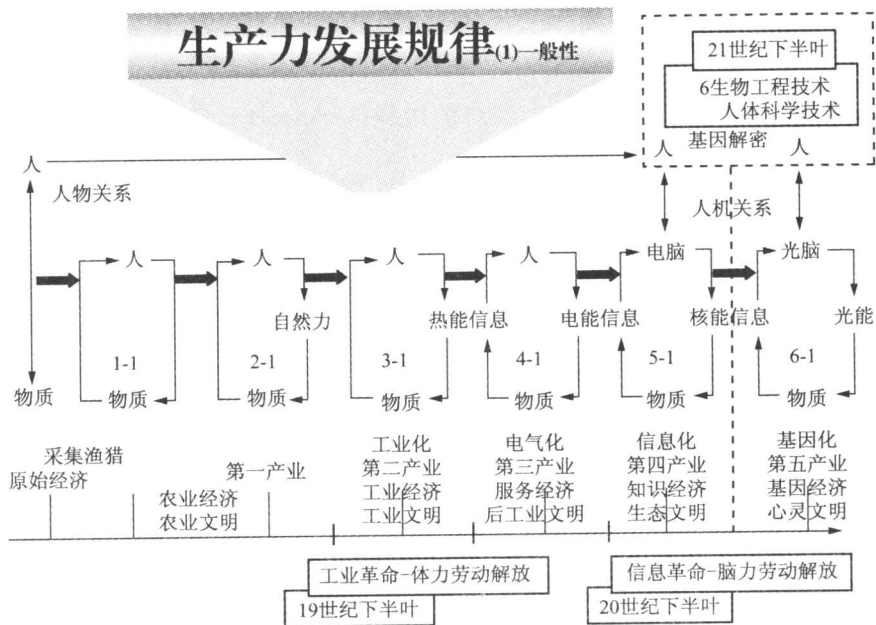 生产力发展规律(1)一般性
21世纪下半叶
6生物工程技术
人体科学技术
基因解密
人
人
人
人物关系
人机关系
人
人
人
人
电脑
光脑
自然力
热能信息
电能信息
核能信息
光能
1-1
2-1
3-1
4-1
5-1
6-1
物质
物质
物质
物质
物质
物质
物质
采集渔猎
原始经济
农业经济
农业文明
第一产业
工业化
第二产业
工业经济
工业文明
电气化
第三产业
服务经济
后工业文明
信息化
第四产业
知识经济
生态文明
基因化
第五产业
基因经济
心灵文明
工业革命-体力劳动解放
19世纪下半叶
信息革命-脑力劳动解放
20世纪下半叶